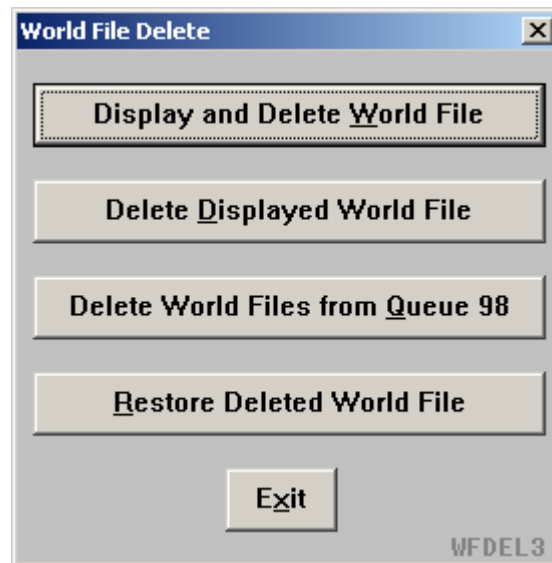 World File Delete
Display and Delete World File
Delete Displayed World File
Delete World Files from Queue 98
Restore Deleted World File
Exit
WFDEL3